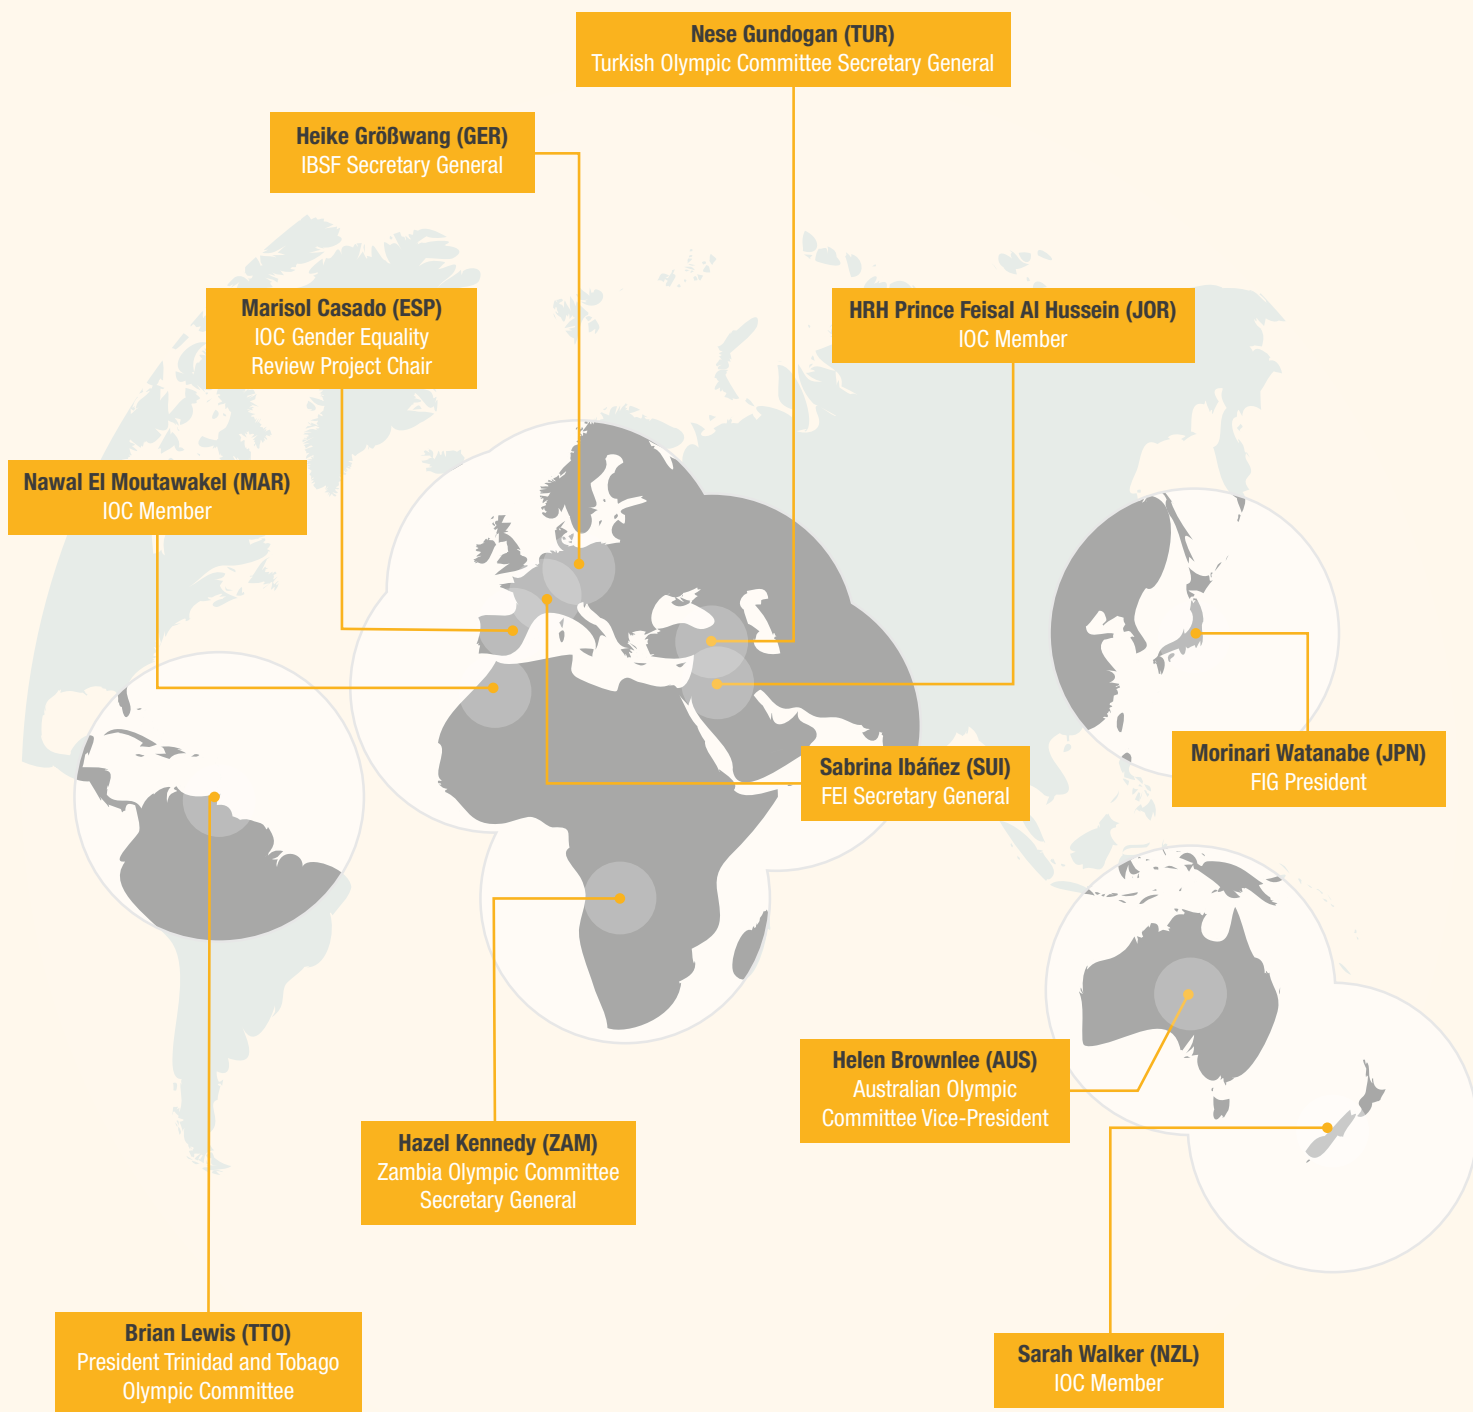 Nese Gundogan (TUR)
Turkish Olympic Committee Secretary General
Heike Größwang (GER)
IBSF Secretary General
Marisol Casado (ESP)
IOC Gender Equality
Review Project Chair
HRH Prince Feisal Al Hussein (JOR)
IOC Member
Nawal El Moutawakel (MAR)
IOC Member
Sabrina Ibáñez (SUI)
FEI Secretary General
Morinari Watanabe (JPN)
FIG President
Helen Brownlee (AUS)
Australian Olympic
Committee Vice-President
Hazel Kennedy (ZAM)
Zambia Olympic Committee
Secretary General
Brian Lewis (TTO)
President Trinidad and Tobago
Olympic Committee
Sarah Walker (NZL)
IOC Member